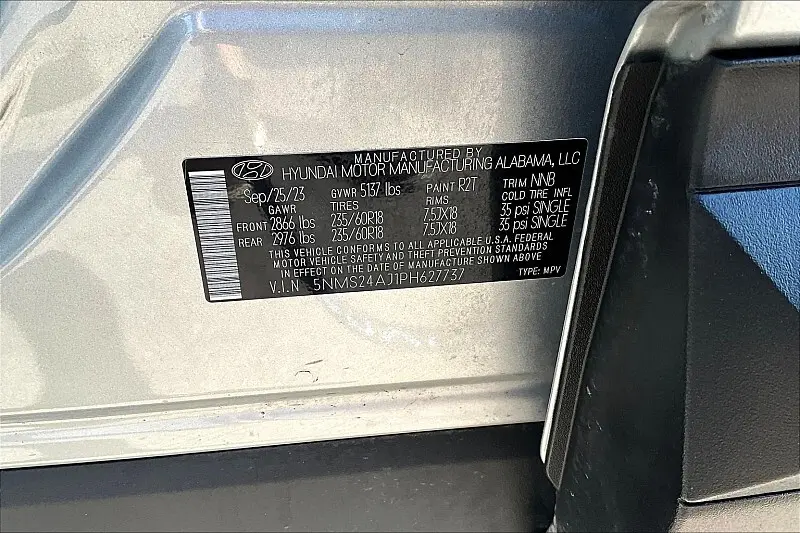 MANUFACTURED BY
HYUNDAI MOTOR MANUFACTURING ALABAMA, LLC
Sep/25/23 GVWR 5137 lbs PAINT R2T TRIM NNB
GAWR TIRES RIMS COLD TIRE INFL
FRONT 2866 lbs 235/60R18 7.5JX18 35 psi SINGLE
REAR 2976 lbs 235/60R18 7.5JX18 35 psi SINGLE
THIS VEHICLE CONFORMS TO ALL APPLICABLE U.S.A. FEDERAL
MOTOR VEHICLE SAFETY AND THEFT PREVENTION STANDARDS
IN EFFECT ON THE DATE OF MANUFACTURE SHOWN ABOVE
V.I.N 5NMS24AJ1PH627737 TYPE: MPV